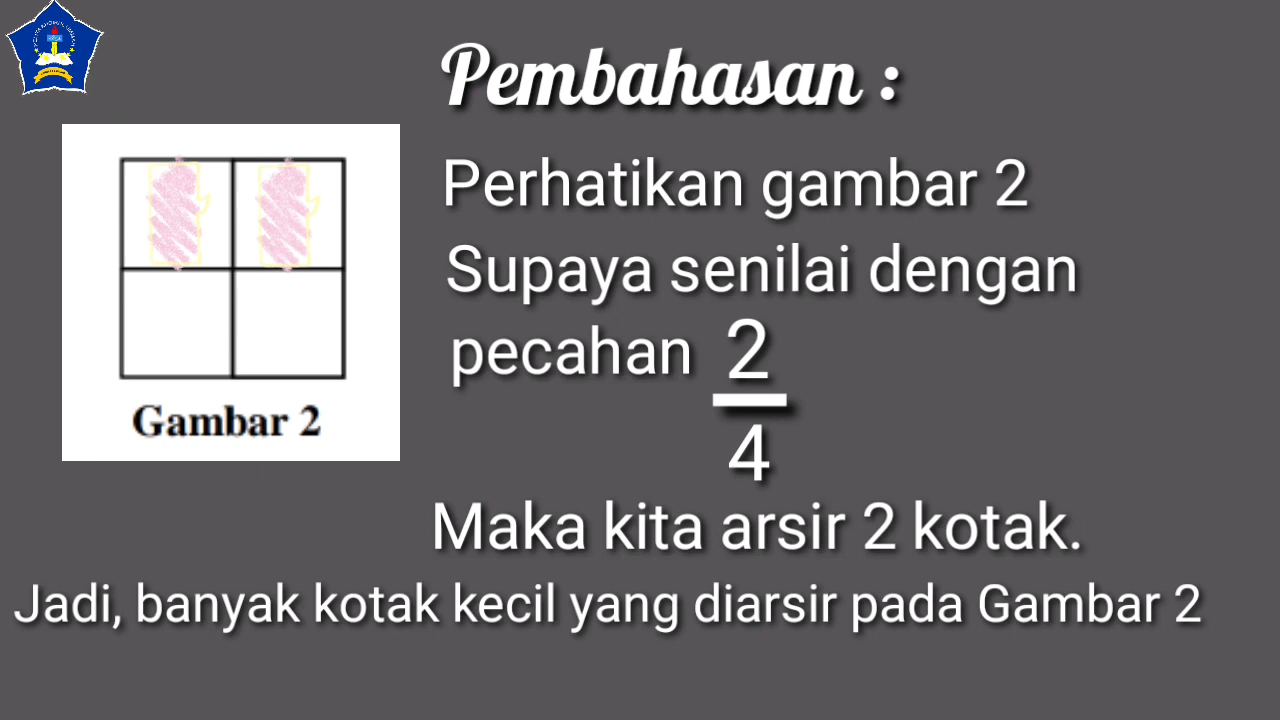 Pembahasan :
Perhatikan gambar 2
Supaya senilai dengan
pecahan 2
4
Maka kita arsir 2 kotak.
Jadi, banyak kotak kecil yang diarsir pada Gambar 2
Gambar 2